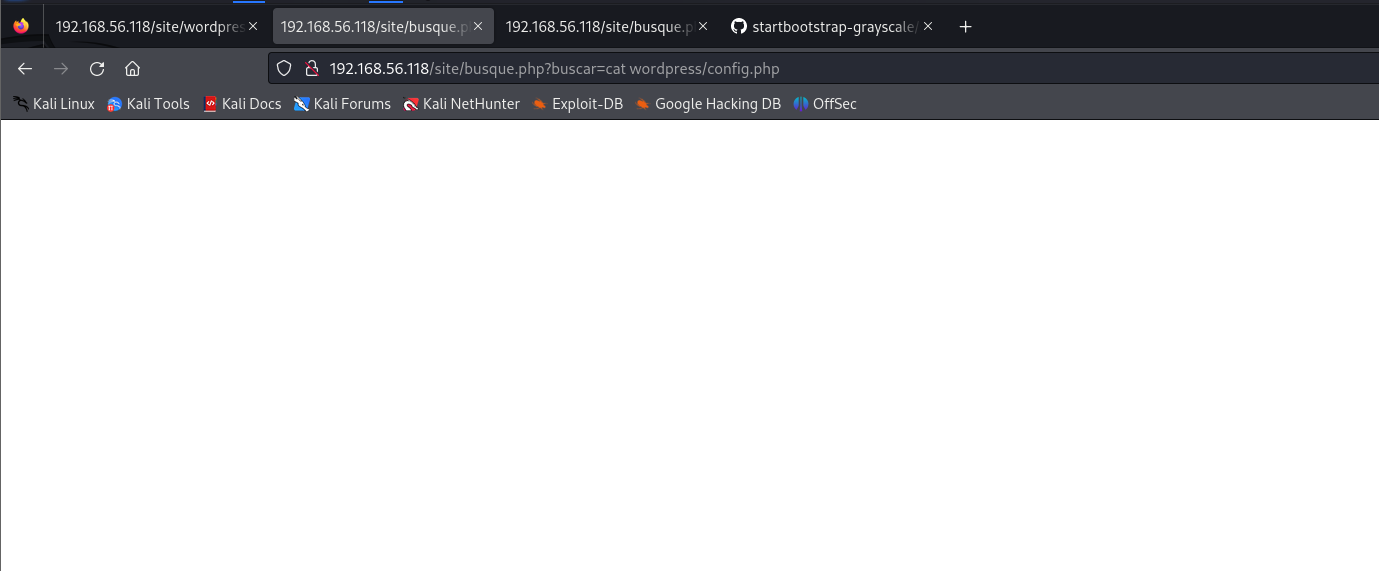 192.168.56.118/site/wordpres 192.168.56.118/site/busque.p 192.168.56.118/site/busque.p startbootstrap-grayscale/
192.168.56.118/site/busque.php?buscar=cat wordpress/config.php
Kali Linux Kali Tools Kali Docs Kali Forums Kali NetHunter Exploit-DB Google Hacking DB OffSec